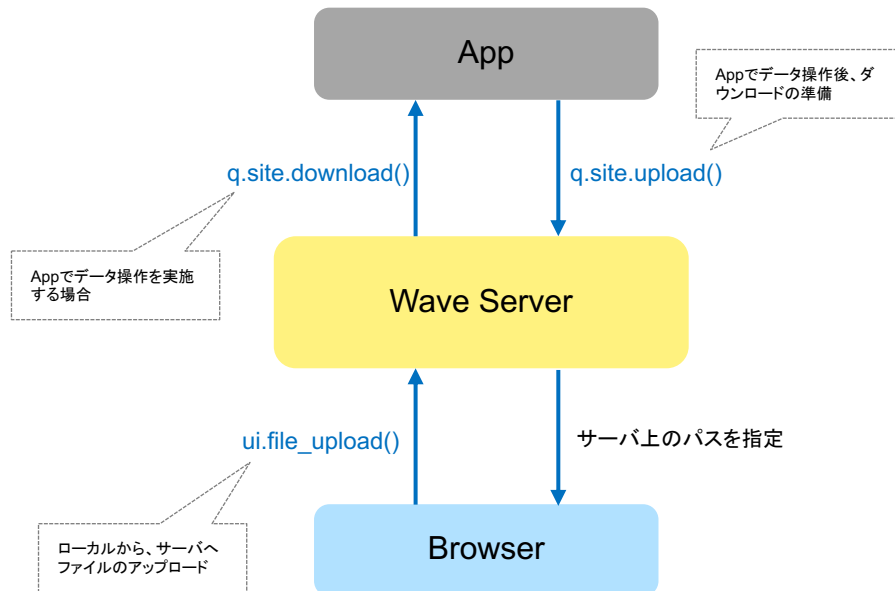 App
Appでデータ操作後、ダ
ウンロードの準備
q.site.download()
q.site.upload()
Appでデータ操作を実施
する場合
Wave Server
ui.file_upload()
サーバ上のパスを指定
ローカルから、サーバへ
ファイルのアップロード
Browser